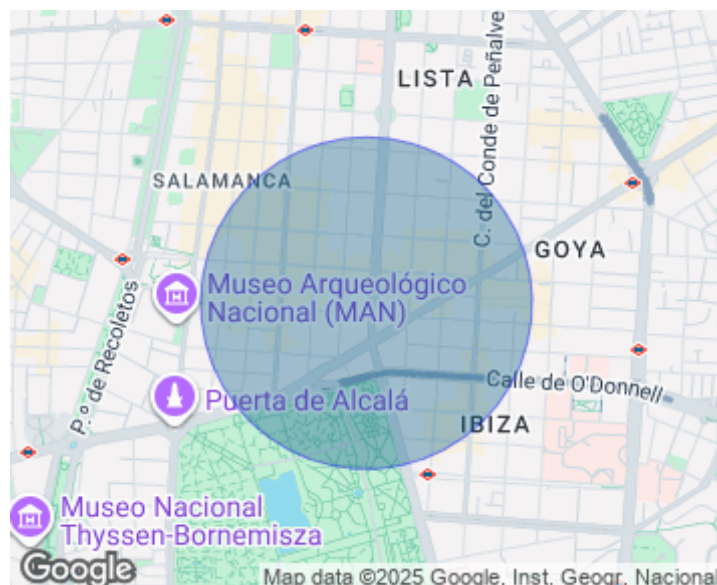 LISTA
C. del Conde de Peñalve
SALAMANCA
GOYA
Museo Arqueológico
Nacional (MAN)
P.º de Recoletos
Calle de O'Donnell
Puerta de Alcalá
IBIZA
Museo Nacional
Thyssen-Bornemisza
Google
Map data ©2025 Google, Inst. Geogr. Nacional